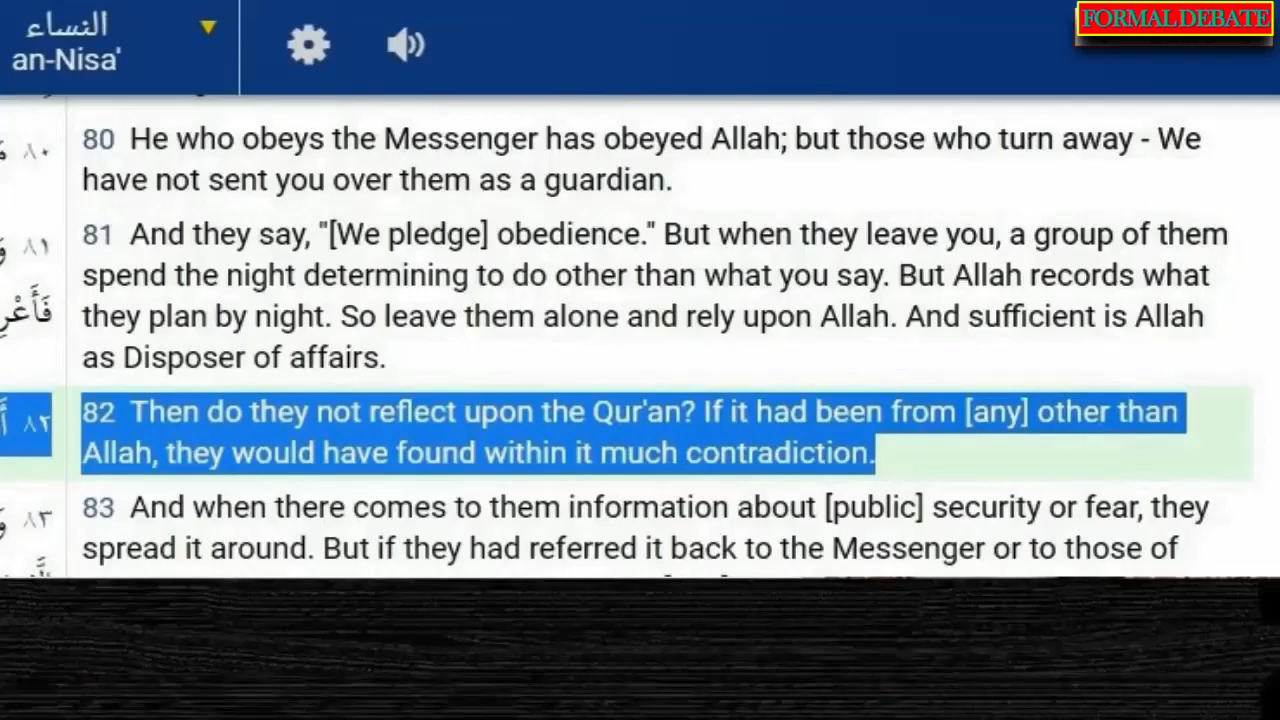 النساء
an-Nisa'
FORMAL DEBATE
80 He who obeys the Messenger has obeyed Allah; but those who turn away - We
٨٠
have not sent you over them as a guardian.
81 And they say, "[We pledge] obedience." But when they leave you, a group of them
٨١
spend the night determining to do other than what you say. But Allah records what
they plan by night. So leave them alone and rely upon Allah. And sufficient is Allah
as Disposer of affairs.
82 Then do they not reflect upon the Qur'an? If it had been from [any] other than
٨٢
Allah, they would have found within it much contradiction.
83 And when there comes to them information about [public] security or fear, they
٨٣
spread it around. But if they had referred it back to the Messenger or to those of